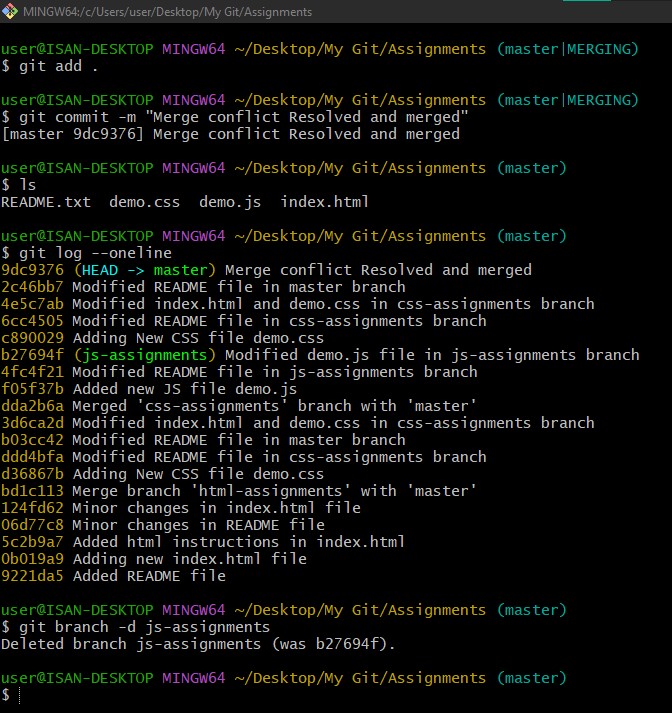 MINGW64:/c/Users/user/Desktop/My Git/Assignments
user@ISAN-DESKTOP MINGW64 ~/Desktop/My Git/Assignments (master|MERGING)
$ git add .
user@ISAN-DESKTOP MINGW64 ~/Desktop/My Git/Assignments (master|MERGING)
$ git commit -m "Merge conflict Resolved and merged"
[master 9dc9376] Merge conflict Resolved and merged
user@ISAN-DESKTOP MINGW64 ~/Desktop/My Git/Assignments (master)
$ ls
README.txt  demo.css  demo.js  index.html
user@ISAN-DESKTOP MINGW64 ~/Desktop/My Git/Assignments (master)
$ git log --oneline
9dc9376 (HEAD -> master) Merge conflict Resolved and merged
2c46bb7 Modified README file in master branch
4e5c7ab Modified index.html and demo.css in css-assignments branch
6cc4505 Modified README file in css-assignments branch
c890029 Adding New CSS file demo.css
b27694f (js-assignments) Modified demo.js file in js-assignments branch
4fc4f21 Modified README file in js-assignments branch
f05f37b Added new JS file demo.js
dda2b6a Merged 'css-assignments' branch with 'master'
3d6ca2d Modified index.html and demo.css in css-assignments branch
b03cc42 Modified README file in master branch
ddd4bfa Modified README file in css-assignments branch
d36867b Adding New CSS file demo.css
bd1c113 Merge branch 'html-assignments' with 'master'
124fd62 Minor changes in index.html file
06d77c8 Minor changes in README file
5c2b9a7 Added html instructions in index.html
0b019a9 Adding new index.html file
9221da5 Added README file
user@ISAN-DESKTOP MINGW64 ~/Desktop/My Git/Assignments (master)
$ git branch -d js-assignments
Deleted branch js-assignments (was b27694f).
user@ISAN-DESKTOP MINGW64 ~/Desktop/My Git/Assignments (master)
$